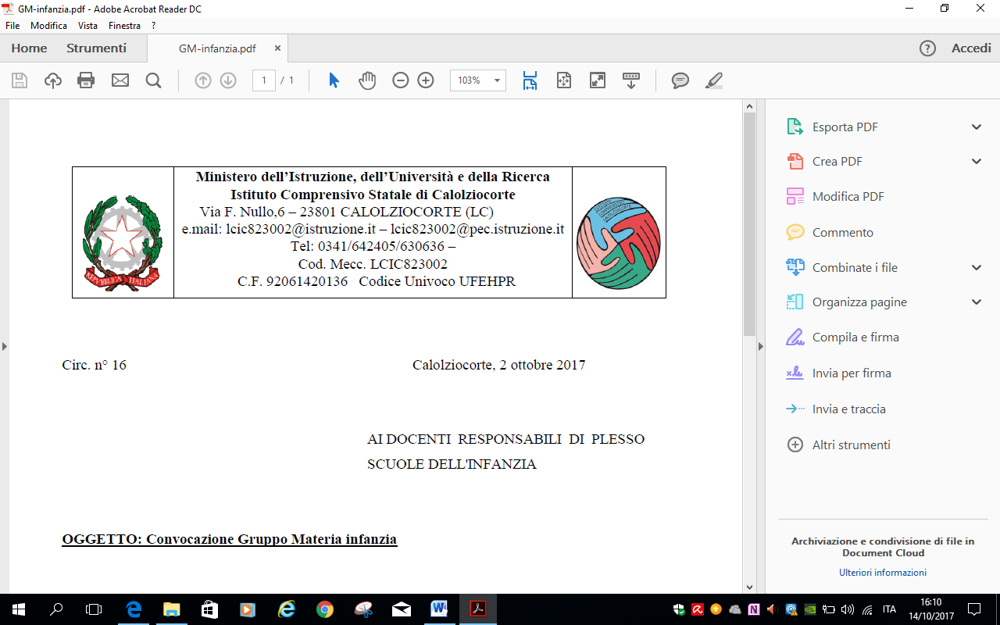 GM-infanzia.pdf - Adobe Acrobat Reader DC
File Modifica Vista Finestra ?
Home Strumenti GM-infanzia.pdf × Accedi
1 / 1 103%
Ministero dell'Istruzione, dell'Università e della Ricerca
Istituto Comprensivo Statale di Calolziocorte
Via F. Nullo,6 – 23801 CALOLZIOCORTE (LC)
e.mail: lcic823002@istruzione.it – lcic823002@pec.istruzione.it
Tel: 0341/642405/630636 –
Cod. Mecc. LCIC823002
C.F. 92061420136 Codice Univoco UFEHPR
REPVBBLICA ITALIANA
ISTITUTO
COMPRENSIVO
CALOLZIOCORTE
Circ. n° 16 Calolziocorte, 2 ottobre 2017
AI DOCENTI RESPONSABILI DI PLESSO
SCUOLE DELL'INFANZIA
OGGETTO: Convocazione Gruppo Materia infanzia
Esporta PDF
Crea PDF
Modifica PDF
Commento
Combinate i file
Organizza pagine
Compila e firma
Invia per firma
Invia e traccia
Altri strumenti
Archiviazione e condivisione di file in
Document Cloud
Ulteriori informazioni
ITA
16:10
14/10/2017